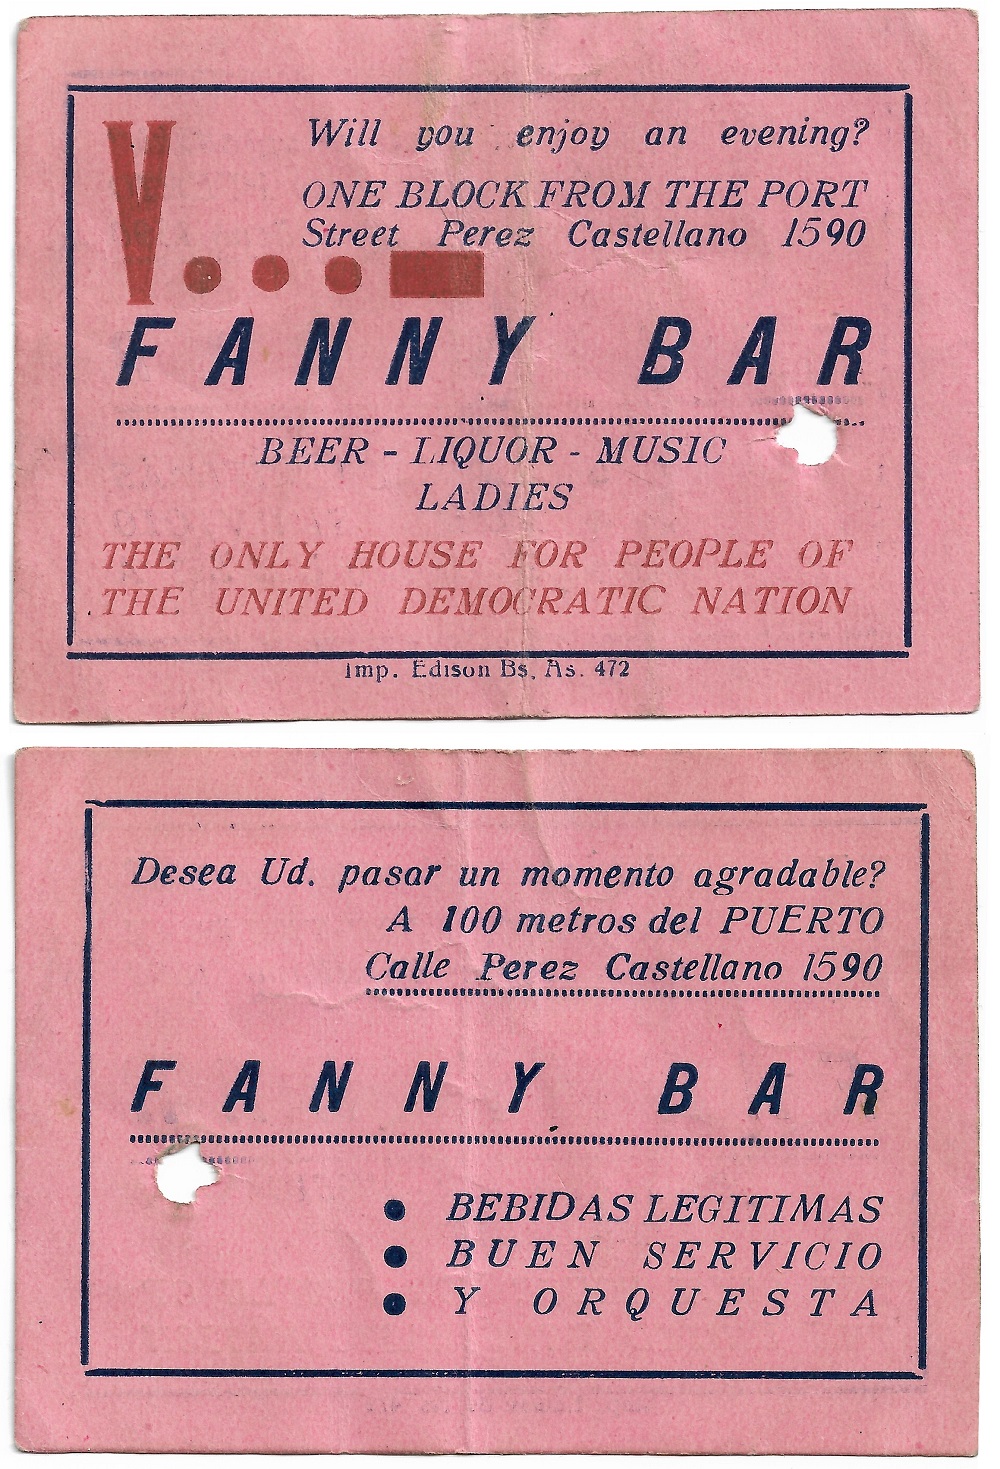 Will you enjoy an evening?
ONE BLOCK FROM THE PORT
Street Perez Castellano 1590
V...
FANNY BAR
BEER - LIQUOR - MUSIC
LADIES
THE ONLY HOUSE FOR PEOPLE OF
THE UNITED DEMOCRATIC NATION
Imp. Edison Bs. As. 472
Desea Ud. pasar un momento agradable?
A 100 metros del PUERTO
Calle Perez Castellano 1590
FANNY BAR
● BEBIDAS LEGITIMAS
● BUEN SERVICIO
● Y ORQUESTA